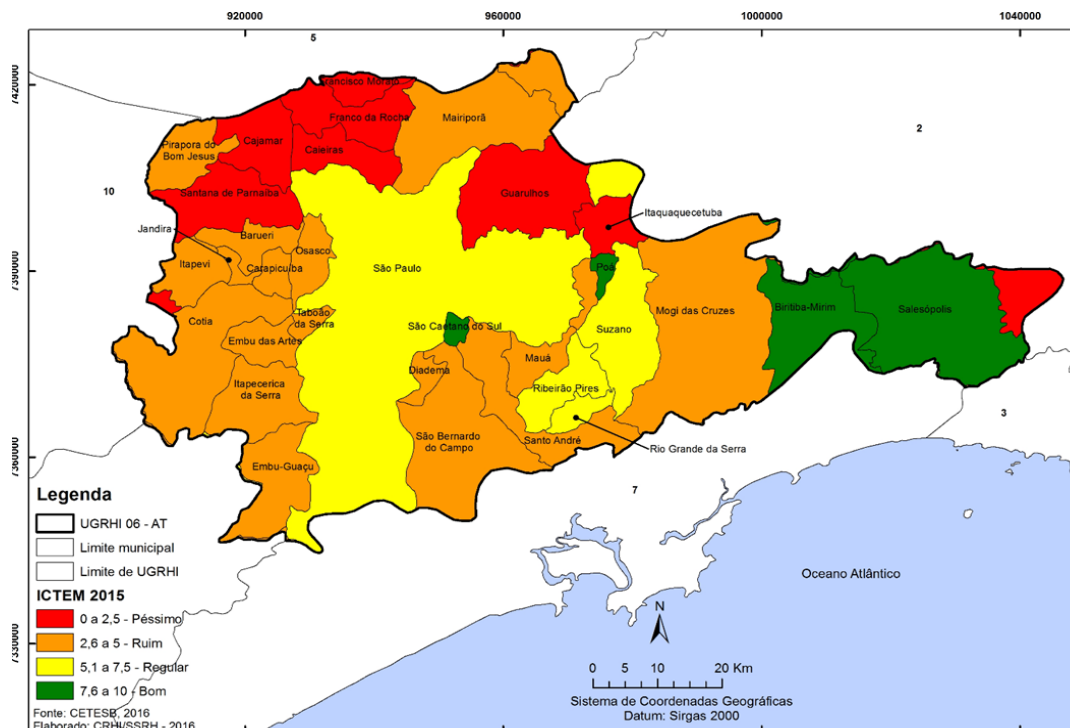 920000
960000
1000000
1040000
5
7420000
Francisco Morato
Franco da Rocha
Mairiporã
2
Cajamar
Caieiras
Pirapora do
Bom Jesus
10
Santana de Parnaíba
Guarulhos
Itaquaquecetuba
Jandira
Barueri
Osasco
Itapevi
Carapicuíba
São Paulo
Poá
Cotia
Taboão
da Serra
São Caetano do Sul
Suzano
Mogi das Cruzes
Biritiba-Mirim
Salesópolis
Embu das Artes
Diadema
Mauá
Itapecerica
da Serra
Ribeirão Pires
São Bernardo
do Campo
Santo André
Rio Grande da Serra
3
Embu-Guaçu
7
Legenda
UGRHI 06 - AT
Limite municipal
Limite de UGRHI
ICTEM 2015
0 a 2,5 - Péssimo
2,6 a 5 - Ruim
5,1 a 7,5 - Regular
7,6 a 10 - Bom
Fonte: CETESB, 2016
Elaborado: CRHi/SSRH - 2016
Oceano Atlântico
N
0 5 10 20 Km
Sistema de Coordenadas Geográficas
Datum: Sirgas 2000
7390000
7360000
7330000